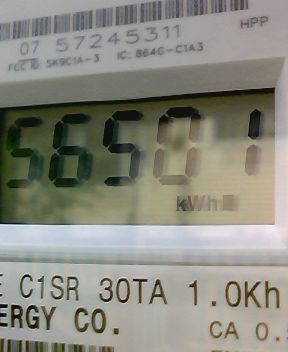 07 57245311
HPP
FCC ID SK9C1A-3 IC: 864G-C1A3
56501
kWh
C1SR 30TA 1.0Kh
ERGY CO.
CA 0.